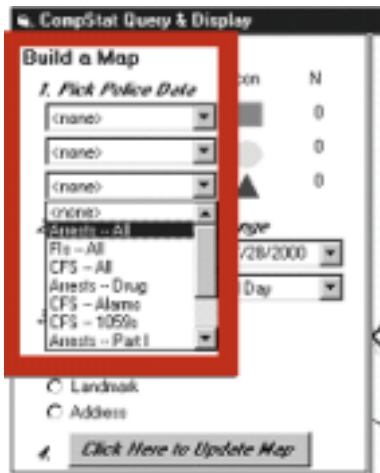 CompStat Query & Display
Build a Map
1. Pick Police Data
con N
<none> 0
<none> 0
<none> 0
<none>
Arrests -- All
FIs -- All
CFS -- All
Arrests -- Drug
CFS -- Alarms
CFS -- 1059s
Arrests -- Part I
nge
/28/2000
Day
Landmark
Address
4. Click Here to Update Map